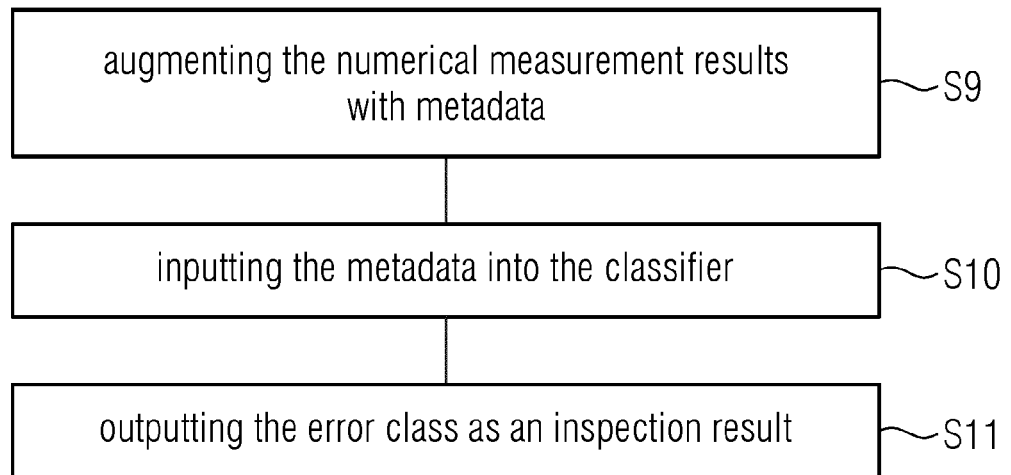 augmenting the numerical measurement results
with metadata
S9
inputting the metadata into the classifier
S10
outputting the error class as an inspection result
S11